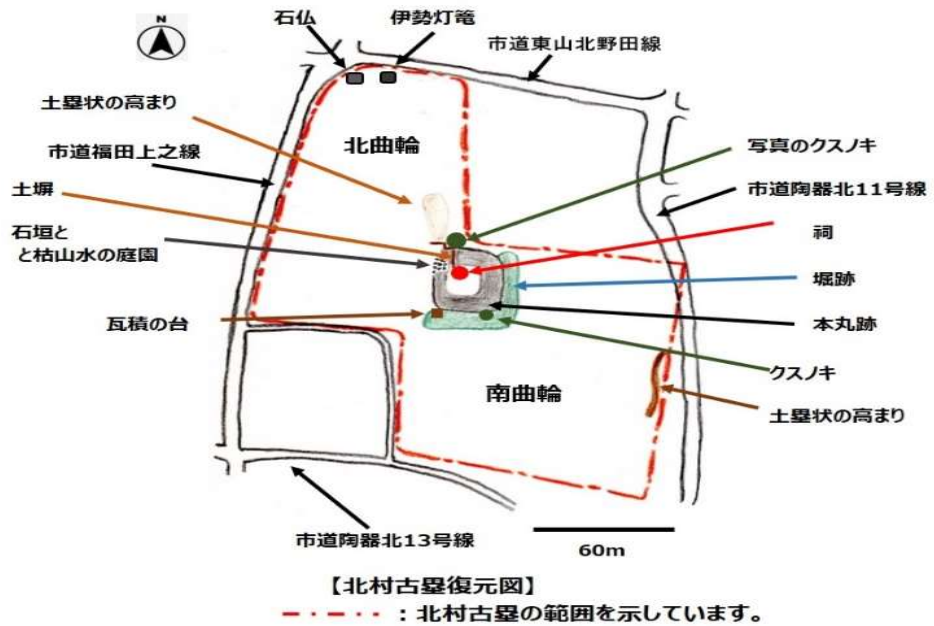 N
石仏
伊勢灯篭
市道東山北野田線
土塁状の高まり
北曲輪
市道福田上之線
写真のクスノキ
土塀
市道陶器北11号線
石垣と
と枯山水の庭園
祠
堀跡
瓦積の台
本丸跡
南曲輪
クスノキ
土塁状の高まり
市道陶器北13号線
60m
【北村古塁復元図】
:北村古塁の範囲を示しています。